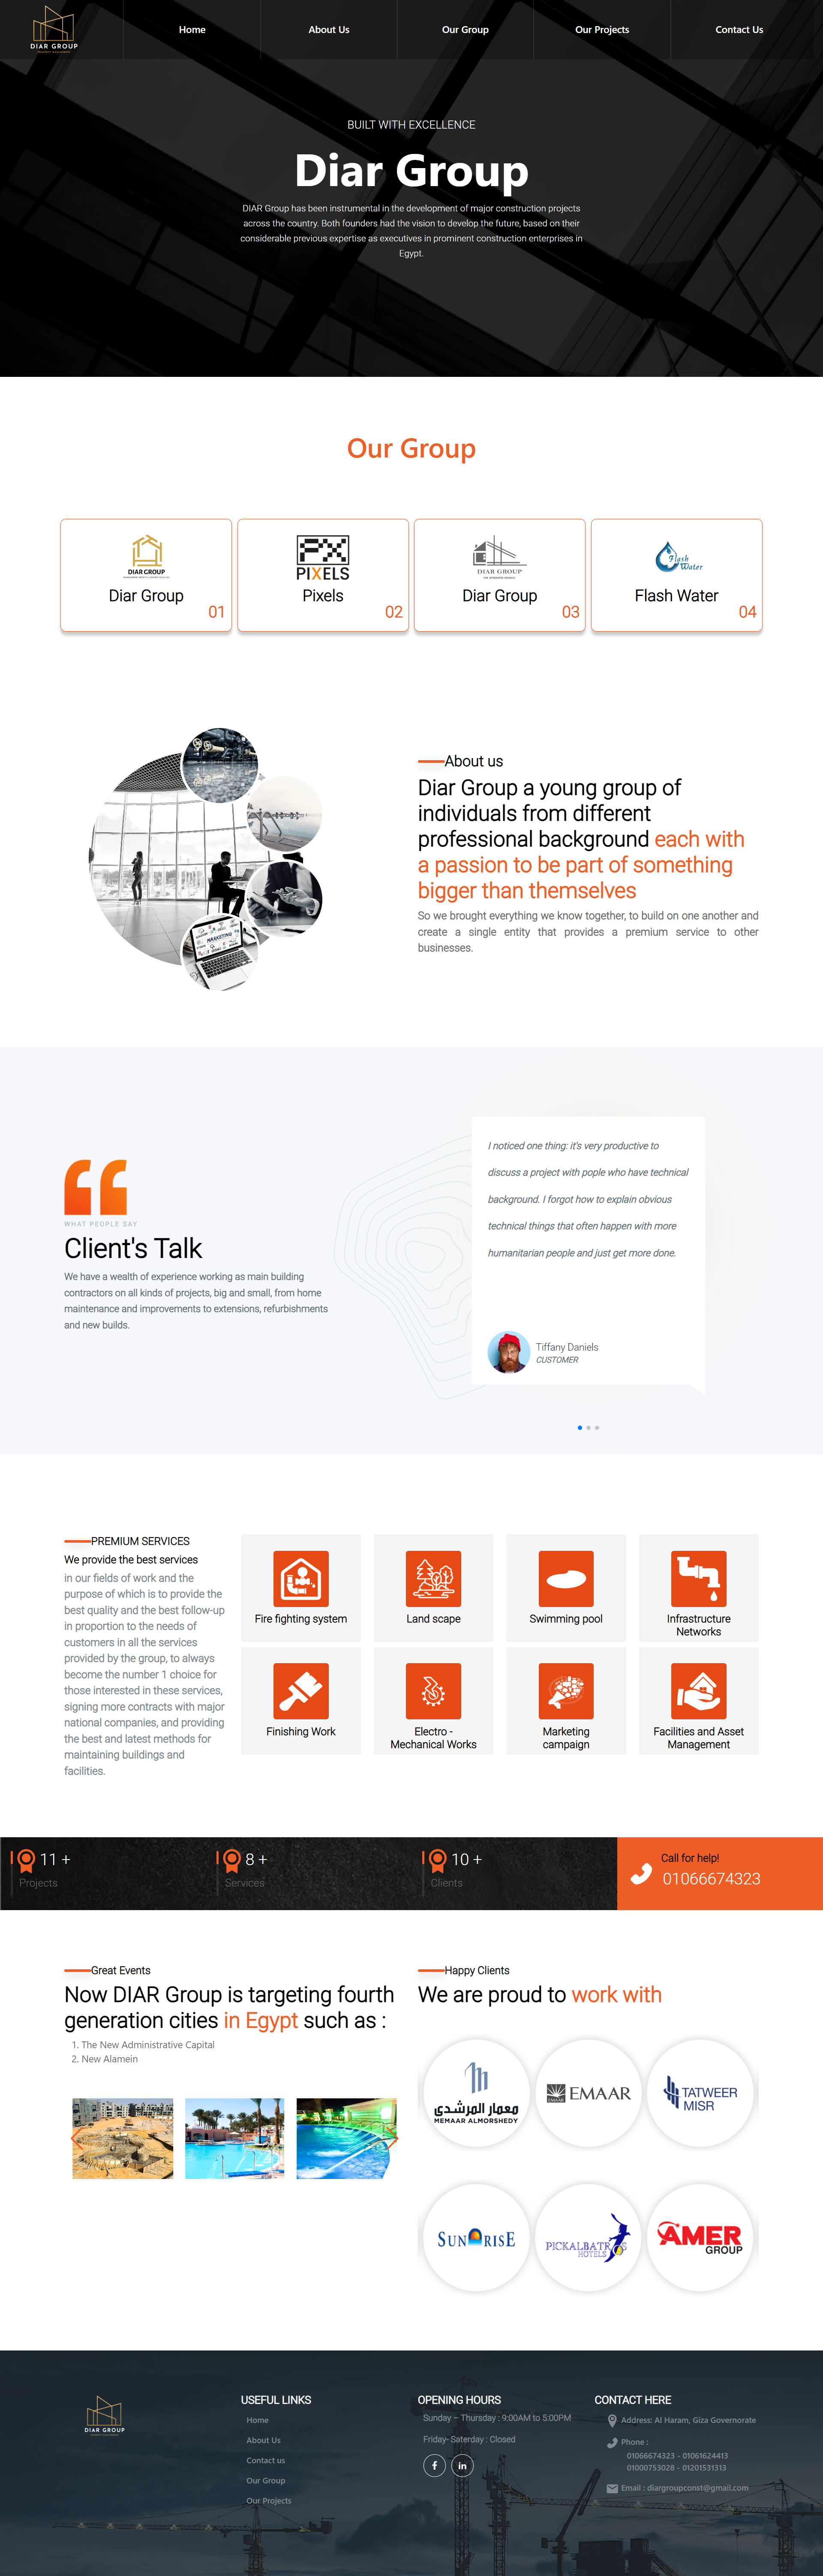 DIAR GROUP
Home
About Us
Our Group
Our Projects
Contact Us
BUILT WITH EXCELLENCE
Diar Group
DIAR Group has been instrumental in the development of major construction projects
across the country. Both founders had the vision to develop the future, based on their
considerable previous expertise as executives in prominent construction enterprises in
Egypt.
Our Group
DIAR GROUP
Diar Group
01
PIXELS
Pixels
02
DIAR GROUP
Diar Group
03
Flash
Water
Flash Water
04
About us
Diar Group a young group of
individuals from different
professional background each with
a passion to be part of something
bigger than themselves
So we brought everything we know together, to build on one another and
create a single entity that provides a premium service to other
businesses.
MARKETING
WHAT PEOPLE SAY
Client's Talk
We have a wealth of experience working as main building
contractors on all kinds of projects, big and small, from home
maintenance and improvements to extensions, refurbishments
and new builds.
I noticed one thing: it's very productive to
discuss a project with pople who have technical
background. I forgot how to explain obvious
technical things that often happen with more
humanitarian people and just get more done.
Tiffany Daniels
CUSTOMER
PREMIUM SERVICES
We provide the best services
in our fields of work and the
purpose of which is to provide the
best quality and the best follow-up
in proportion to the needs of
customers in all the services
provided by the group, to always
become the number 1 choice for
those interested in these services,
signing more contracts with major
national companies, and providing
the best and latest methods for
maintaining buildings and
facilities.
Fire fighting system
Land scape
Swimming pool
Infrastructure
Networks
Finishing Work
Electro -
Mechanical Works
Marketing
campaign
Facilities and Asset
Management
11 +
Projects
8 +
Services
10 +
Clients
Call for help!
01066674323
Great Events
Now DIAR Group is targeting fourth
generation cities in Egypt such as :
1. The New Administrative Capital
2. New Alamein
Happy Clients
We are proud to work with
معمار المرشدي
MEMAAR ALMORSHEDY
EMAAR
TATWEER
MISR
SUNRISE
PICKALBATROS
HOTELS
AMER
GROUP
DIAR GROUP
USEFUL LINKS
Home
About Us
Contact us
Our Group
Our Projects
OPENING HOURS
Sunday – Thursday : 9:00AM to 5:00PM
Friday- Saterday : Closed
CONTACT HERE
Address: Al Haram, Giza Governorate
Phone :
01066674323 - 01061624413
01000753028 - 01201531313
Email : diargroupconst@gmail.com